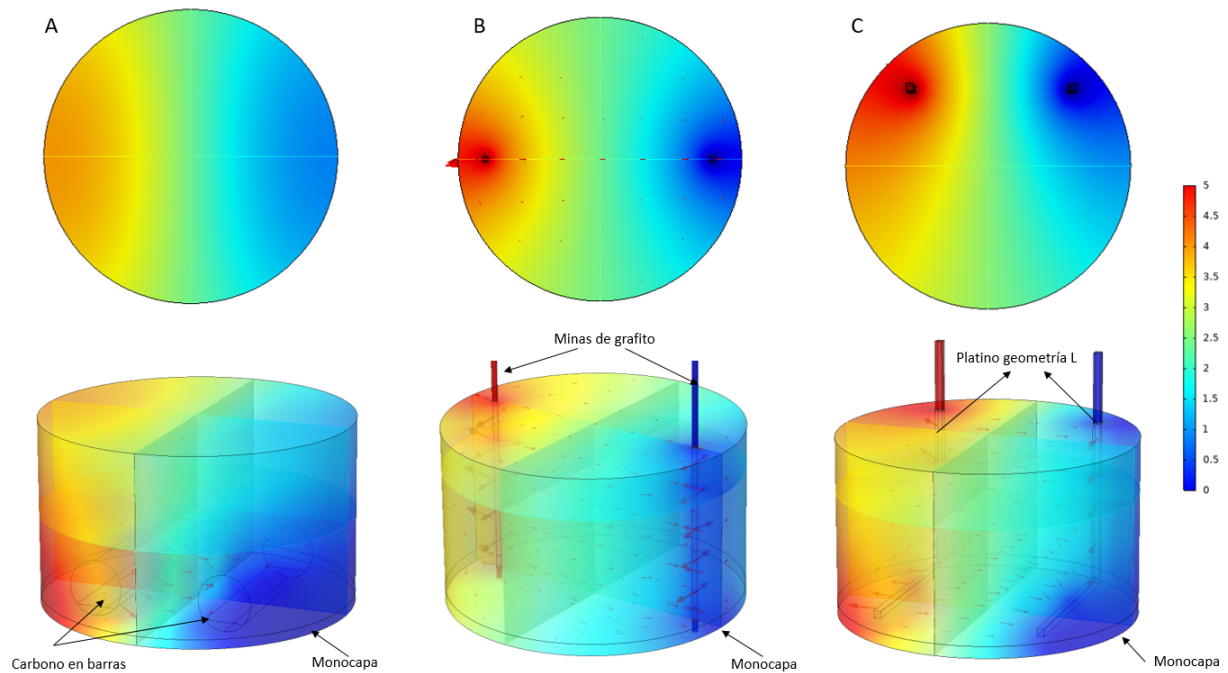 A
B
C
5
4.5
4
3.5
3
2.5
2
1.5
1
0.5
0
Minas de grafito
Platino geometría L
Carbono en barras
Monocapa
Monocapa
Monocapa